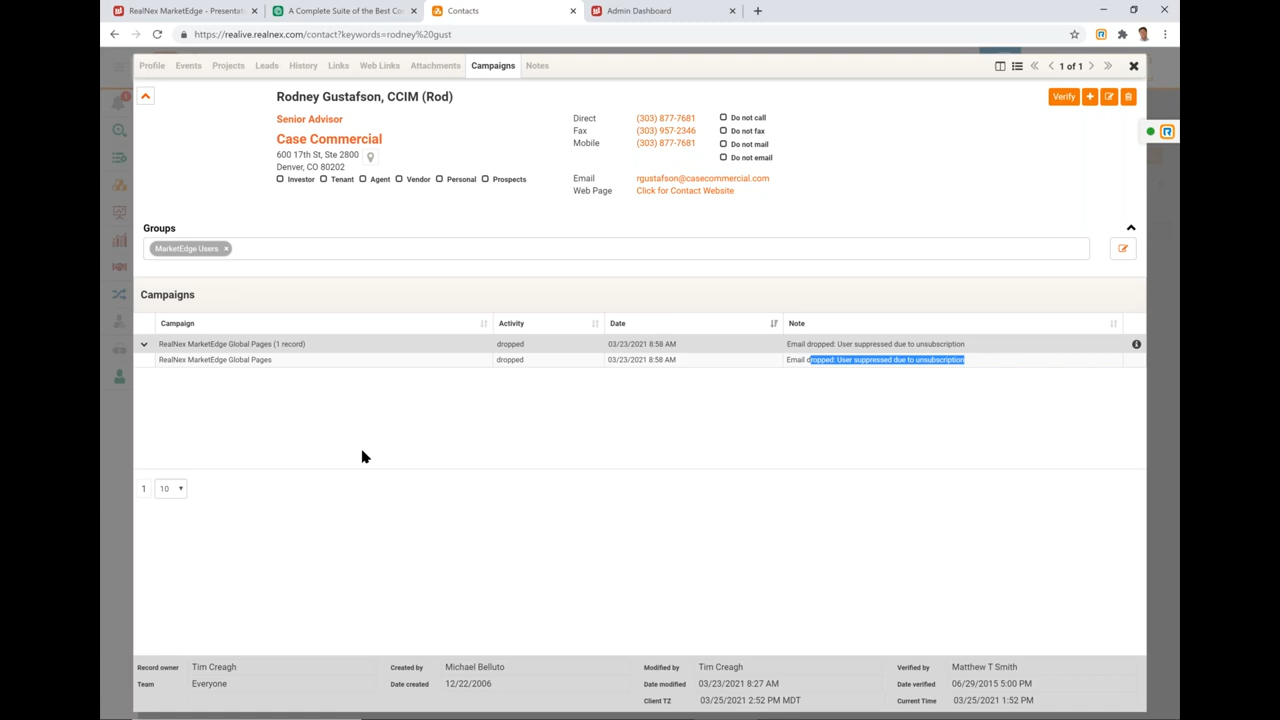 RealNex MarketEdge - Presentat
A Complete Suite of the Best Co
Contacts
Admin Dashboard
https://realive.realnex.com/contact?keywords=rodney%20gust
Profile Events Projects Leads History Links Web Links Attachments Campaigns Notes
1 of 1
Rodney Gustafson, CCIM (Rod)
Verify
Senior Advisor
Case Commercial
600 17th St, Ste 2800
Denver, CO 80202
Investor Tenant Agent Vendor Personal Prospects
Direct (303) 877-7681
Fax (303) 957-2346
Mobile (303) 877-7681
Do not call
Do not fax
Do not mail
Do not email
Email rgustafson@casecommercial.com
Web Page Click for Contact Website
Groups
MarketEdge Users ×
Campaigns
Campaign Activity Date Note
RealNex MarketEdge Global Pages (1 record) dropped 03/23/2021 8:58 AM Email dropped: User suppressed due to unsubscription
RealNex MarketEdge Global Pages dropped 03/23/2021 8:58 AM Email dropped: User suppressed due to unsubscription
1 10
Record owner Tim Creagh Created by Michael Belluto Modified by Tim Creagh Verified by Matthew T Smith
Team Everyone Date created 12/22/2006 Date modified 03/23/2021 8:27 AM Date verified 06/29/2015 5:00 PM
Client TZ 03/25/2021 1:52 PM MDT Current Time 03/25/2021 1:52 PM